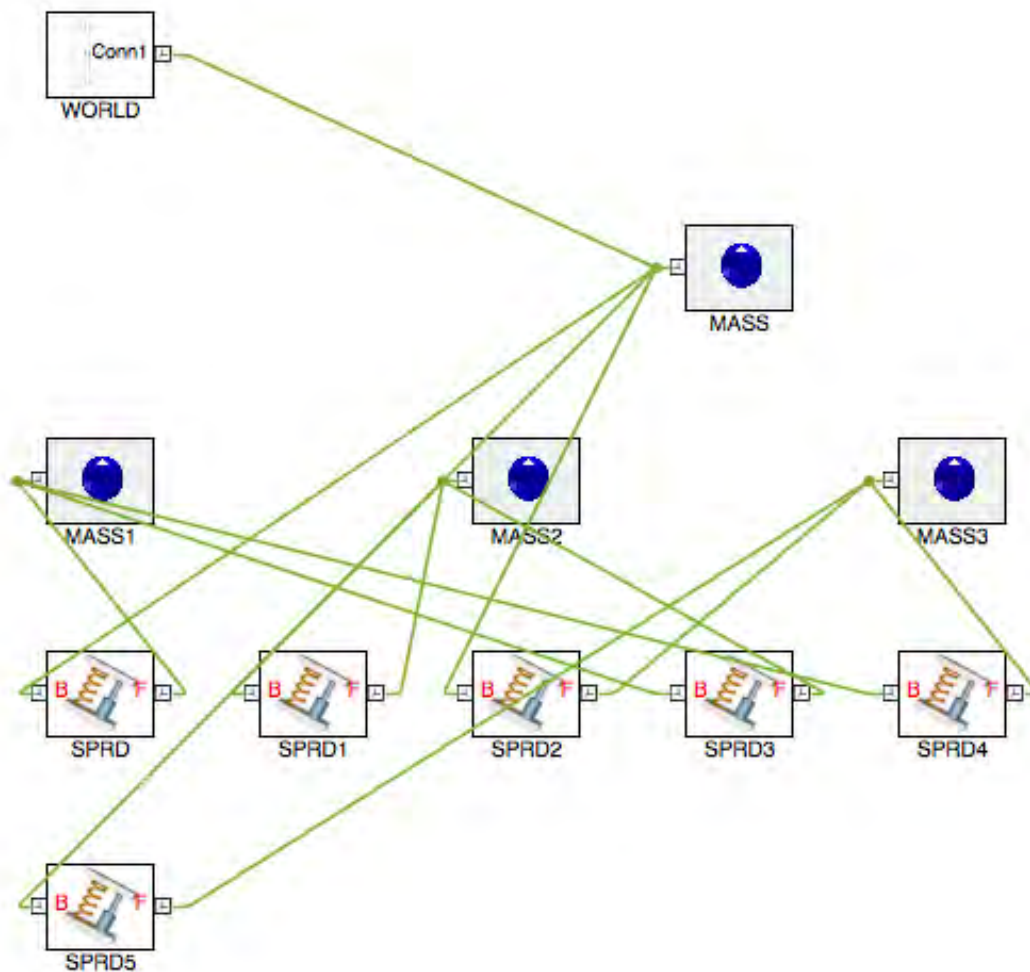 Conn1
WORLD
MASS
MASS1
MASS2
MASS3
B F
B F
B F
B F
B F
SPRD
SPRD1
SPRD2
SPRD3
SPRD4
B F
SPRD5